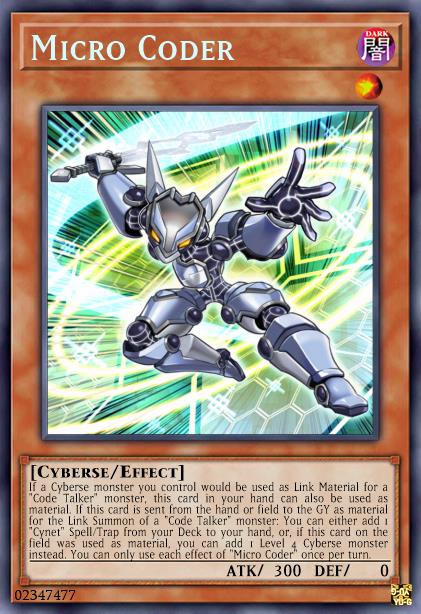 MICRO CODER
DARK
闇
[CYBERSE/EFFECT]
If a Cyberse monster you control would be used as Link Material for a
"Code Talker" monster, this card in your hand can also be used as
material. If this card is sent from the hand or field to the GY as material
for the Link Summon of a "Code Talker" monster: You can either add 1
"Cynet" Spell/Trap from your Deck to your hand, or, if this card on the
field was used as material, you can add 1 Level 4 Cyberse monster
instead. You can only use each effect of "Micro Coder" once per turn.
ATK/ 300 DEF/ 0
02347477